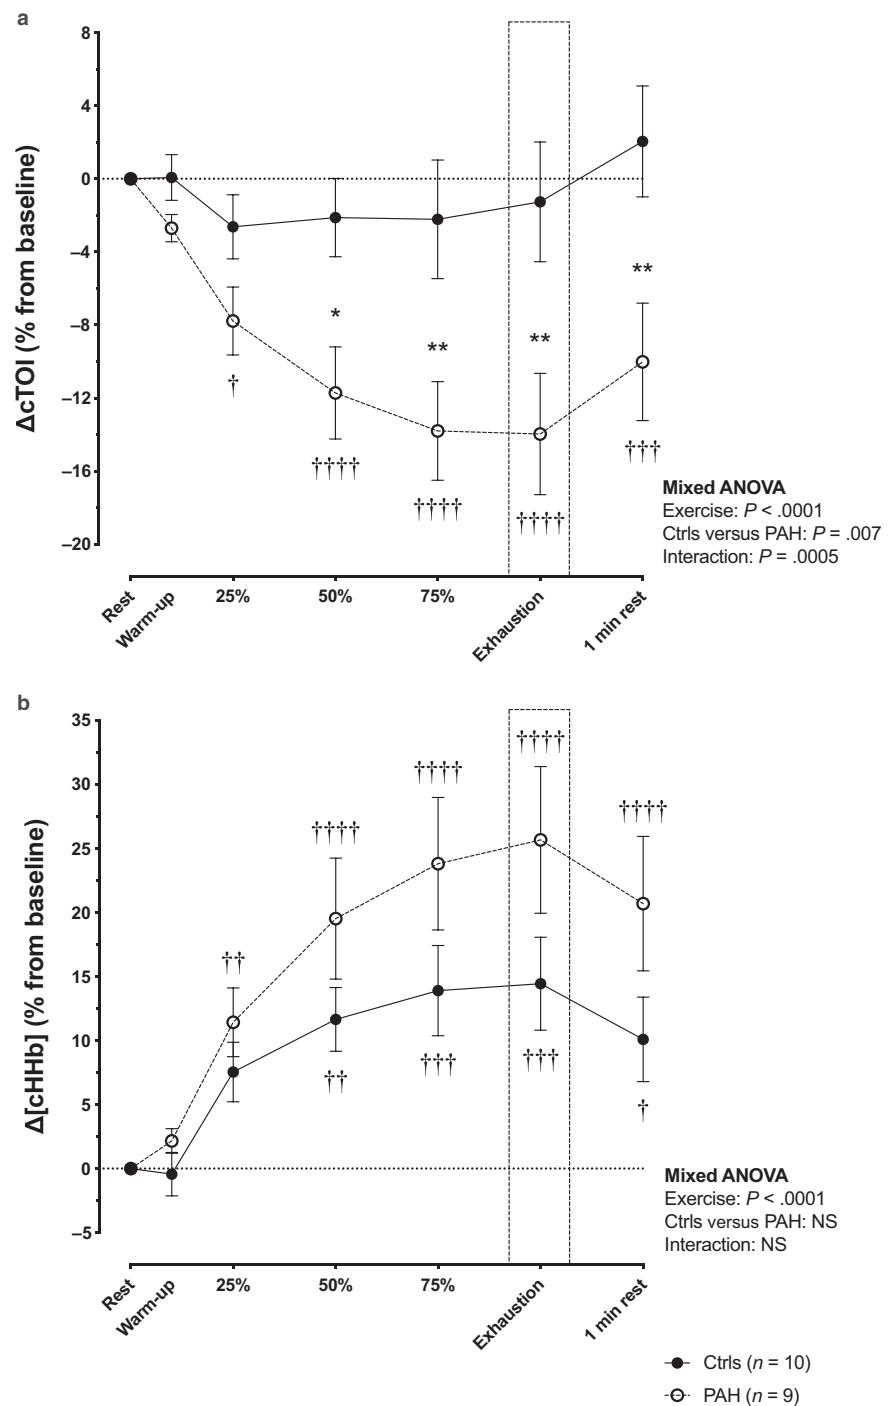 a
ΔcTOI (% from baseline)
8
4
0
–4
–8
–12
–16
–20
*
**
**
**
†
††††
††††
††††
†††
Mixed ANOVA
Exercise: P < .0001
Ctrls versus PAH: P = .007
Interaction: P = .0005
Rest
Warm-up
25%
50%
75%
Exhaustion
1 min rest
b
Δ[cHHb] (% from baseline)
35
30
25
20
15
10
5
0
–5
††
††††
††††
††††
††††
††
†††
†††
†
Mixed ANOVA
Exercise: P < .0001
Ctrls versus PAH: NS
Interaction: NS
Rest
Warm-up
25%
50%
75%
Exhaustion
1 min rest
Ctrls (n = 10)
PAH (n = 9)